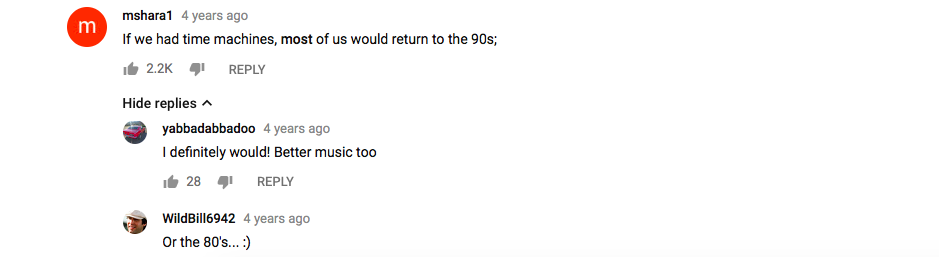 mshara1 4 years ago
If we had time machines, most of us would return to the 90s;
2.2K REPLY
Hide replies
yabbadabbadoo 4 years ago
I definitely would! Better music too
28 REPLY
WildBill6942 4 years ago
Or the 80's... :)